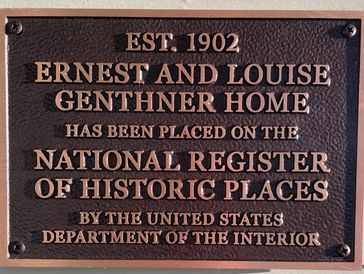 EST. 1902
ERNEST AND LOUISE
GENTHNER HOME
HAS BEEN PLACED ON THE
NATIONAL REGISTER
OF HISTORIC PLACES
BY THE UNITED STATES
DEPARTMENT OF THE INTERIOR